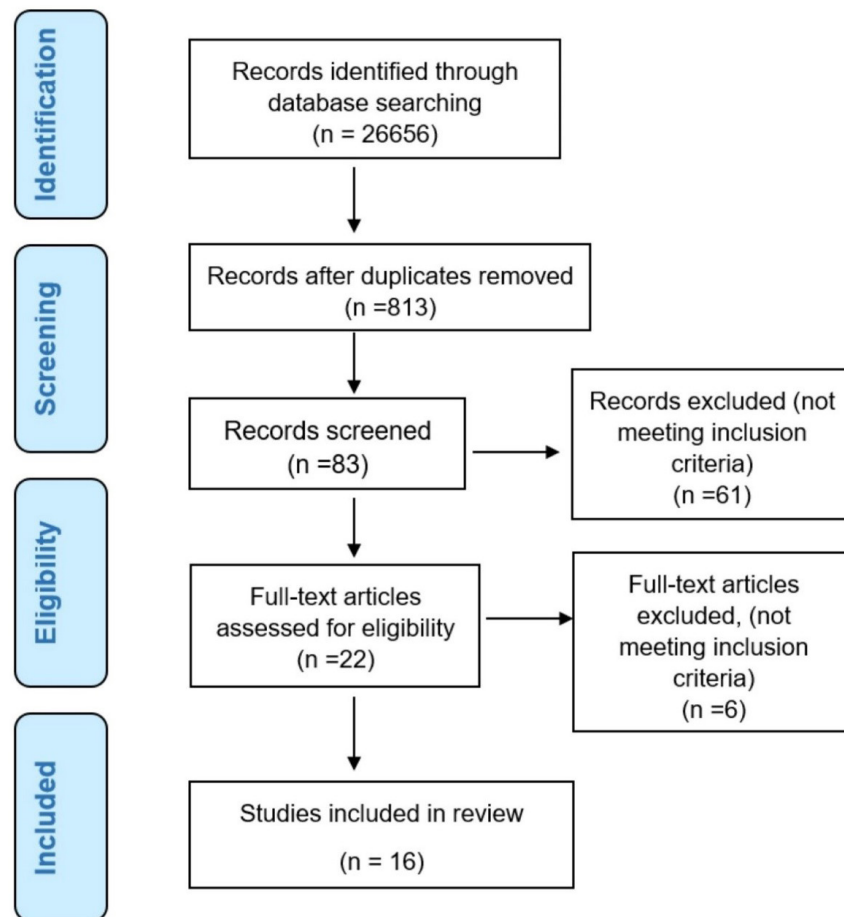 Identification
Records identified through
database searching
(n = 26656)
Screening
Records after duplicates removed
(n =813)
Records screened
(n =83)
Records excluded (not
meeting inclusion
criteria)
(n =61)
Eligibility
Full-text articles
assessed for eligibility
(n =22)
Full-text articles
excluded, (not
meeting inclusion
criteria)
(n =6)
Included
Studies included in review
(n = 16)